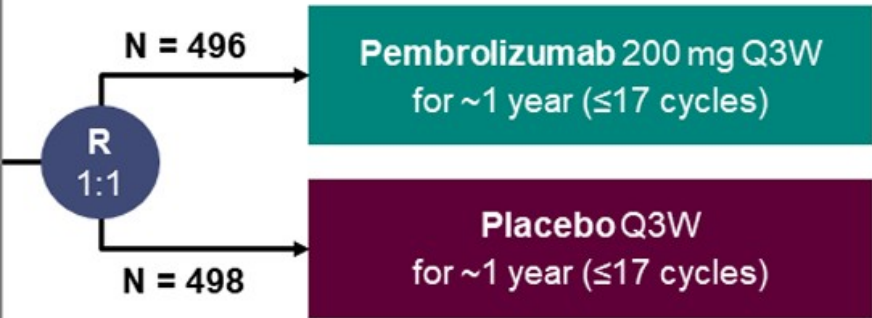 N = 496
Pembrolizumab 200 mg Q3W
for ~1 year (≤17 cycles)
R
1:1
Placebo Q3W
for ~1 year (≤17 cycles)
N = 498